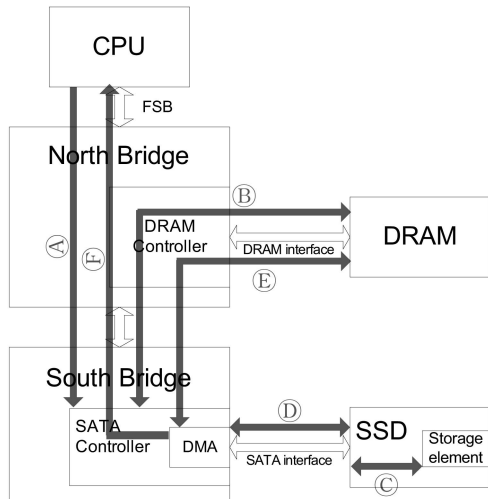 CPU
FSB
North Bridge
Ⓑ
DRAM
Controller
DRAM
Ⓐ
Ⓕ
DRAM interface
Ⓔ
South Bridge
Ⓓ
SATA
Controller
DMA
SATA interface
SSD
Storage
element
Ⓒ